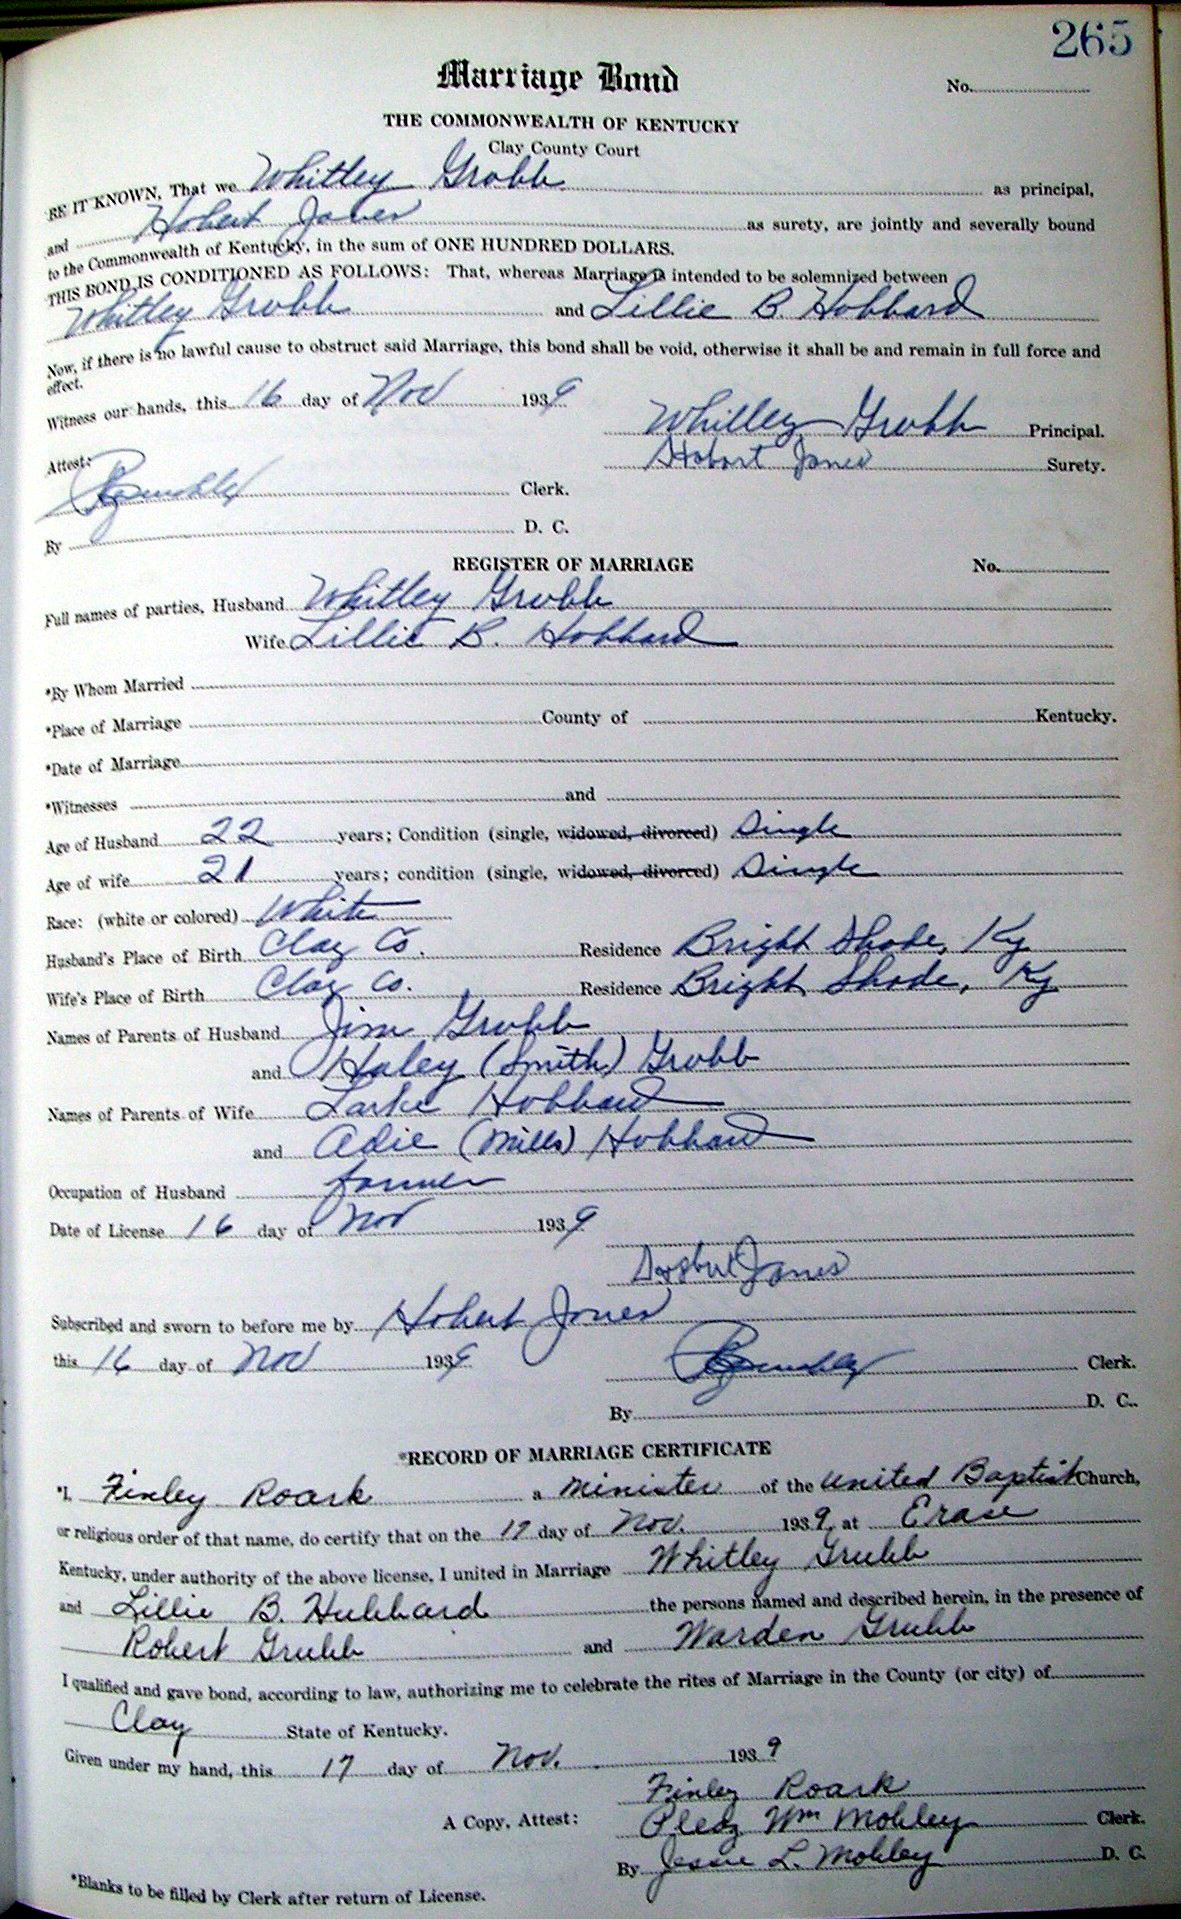 265
Marriage Bond
No.
THE COMMONWEALTH OF KENTUCKY
Clay County Court
BE IT KNOWN, That we Whitley Grubb as principal,
and Hobert Jones as surety, are jointly and severally bound
to the Commonwealth of Kentucky, in the sum of ONE HUNDRED DOLLARS.
THIS BOND IS CONDITIONED AS FOLLOWS: That, whereas Marriage is intended to be solemnized between
Whitley Grubb and Lillie B. Hubbard
Now, if there is no lawful cause to obstruct said Marriage, this bond shall be void, otherwise it shall be and remain in full force and
effect.
Witness our hands, this 16 day of Nov 1939
Whitley Grubb Principal.
Attest: Hobart Jones Surety.
Clerk.
By D. C.
REGISTER OF MARRIAGE No.
Full names of parties, Husband Whitley Grubb
Wife Lillie B. Hubbard
*By Whom Married
*Place of Marriage County of Kentucky.
*Date of Marriage
*Witnesses and
Age of Husband 22 years; Condition (single, widowed, divorced) Single
Age of wife 21 years; condition (single, widowed, divorced) Single
Race: (white or colored) White
Husband's Place of Birth Clay Co. Residence Bright Shade, Ky
Wife's Place of Birth Clay Co. Residence Bright Shade, Ky
Names of Parents of Husband Jim Grubb
and Haley (Smith) Grubb
Names of Parents of Wife Larke Hubbard
and Adie (Mills) Hubbard
Occupation of Husband farmer
Date of License 16 day of Nov 1939
Jones
Subscribed and sworn to before me by Hobert Jones
this 16 day of Nov 1939 Clerk.
By D. C.
*RECORD OF MARRIAGE CERTIFICATE
*I, Finley Roark a Minister of the United Baptist Church,
or religious order of that name, do certify that on the 17 day of Nov. 1939, at Erase
Kentucky, under authority of the above license, I united in Marriage Whitley Grubb
and Lillie B. Hubbard the persons named and described herein, in the presence of
Robert Grubb and Warden Grubb
I qualified and gave bond, according to law, authorizing me to celebrate the rites of Marriage in the County (or city) of
Clay State of Kentucky.
Given under my hand, this 17 day of Nov. 1939
Finley Roark
A Copy, Attest: Pledg Wm Mobley Clerk.
By Jessie L. Mobley D. C.
*Blanks to be filled by Clerk after return of License.